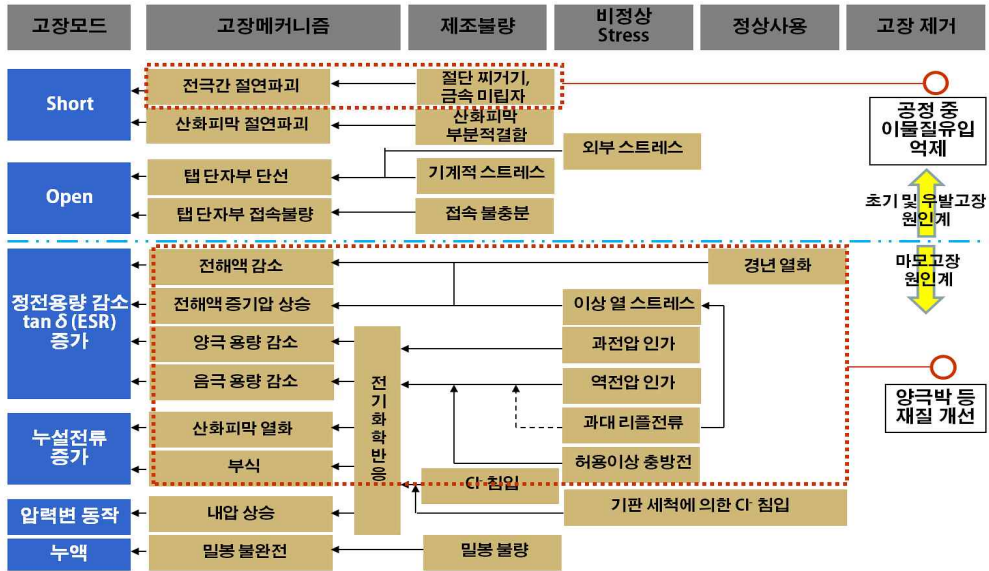 고장모드
고장메커니즘
제조불량
비정상
Stress
정상사용
고장 제거
Short
전극간 절연파괴
절단 찌거기,
금속 미립자
산화피막 절연파괴
산화피막
부분적결함
공정 중
이물질유입
억제
외부 스트레스
Open
탭 단자부 단선
기계적 스트레스
탭 단자부 접속불량
접속 불충분
초기 및 우발고장
원인계
정전용량 감소
tan δ (ESR)
증가
전해액 감소
경년 열화
마모고장
원인계
전해액 증기압 상승
이상 열 스트레스
양극 용량 감소
과전압 인가
음극 용량 감소
역전압 인가
전기화학반응
양극박 등
재질 개선
누설전류
증가
산화피막 열화
과대 리플전류
부식
허용이상 충방전
Cl- 침입
압력변 동작
내압 상승
기판 세척에 의한 Cl- 침입
누액
밀봉 불완전
밀봉 불량